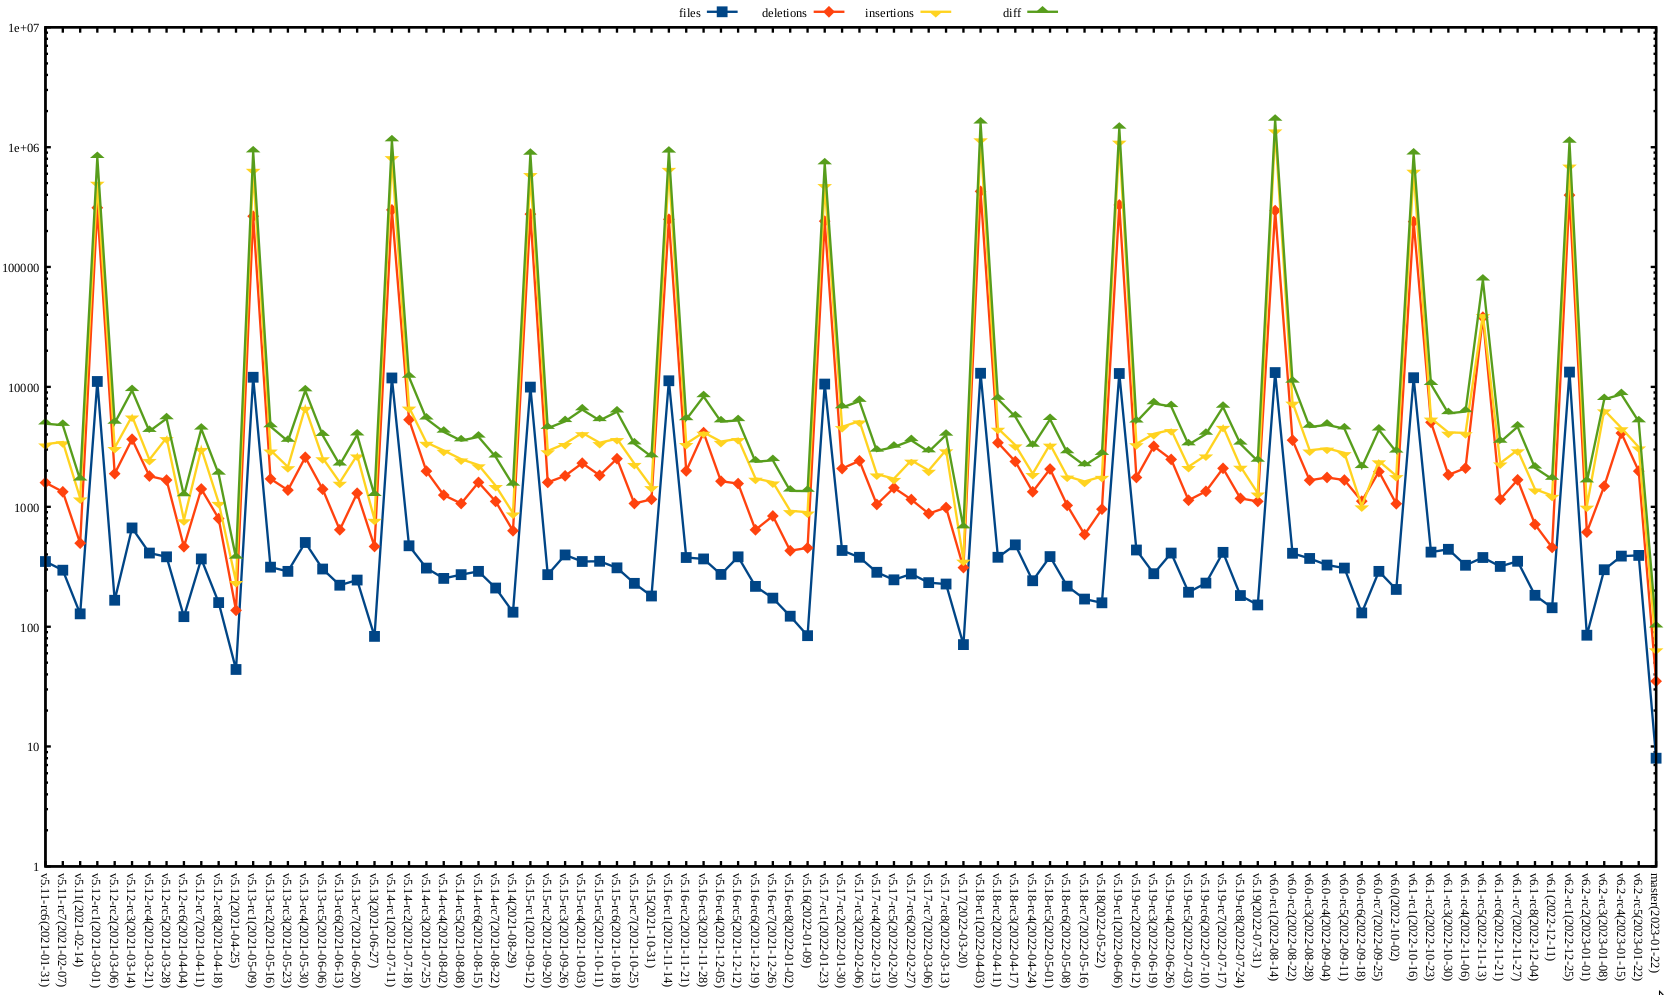 files
deletions
insertions
diff
1e+07
1e+06
100000
10000
1000
100
10
1
v5.11-rc6(2021-01-31)
v5.11-rc7(2021-02-07)
v5.11(2021-02-14)
v5.12-rc1(2021-03-01)
v5.12-rc2(2021-03-06)
v5.12-rc3(2021-03-14)
v5.12-rc4(2021-03-21)
v5.12-rc5(2021-03-28)
v5.12-rc6(2021-04-04)
v5.12-rc7(2021-04-11)
v5.12-rc8(2021-04-18)
v5.12(2021-04-25)
v5.13-rc1(2021-05-09)
v5.13-rc2(2021-05-16)
v5.13-rc3(2021-05-23)
v5.13-rc4(2021-05-30)
v5.13-rc5(2021-06-06)
v5.13-rc6(2021-06-13)
v5.13-rc7(2021-06-20)
v5.13(2021-06-27)
v5.14-rc1(2021-07-11)
v5.14-rc2(2021-07-18)
v5.14-rc3(2021-07-25)
v5.14-rc4(2021-08-02)
v5.14-rc5(2021-08-08)
v5.14-rc6(2021-08-15)
v5.14-rc7(2021-08-22)
v5.14(2021-08-29)
v5.15-rc1(2021-09-12)
v5.15-rc2(2021-09-20)
v5.15-rc3(2021-09-26)
v5.15-rc4(2021-10-03)
v5.15-rc5(2021-10-11)
v5.15-rc6(2021-10-18)
v5.15-rc7(2021-10-25)
v5.15(2021-10-31)
v5.16-rc1(2021-11-14)
v5.16-rc2(2021-11-21)
v5.16-rc3(2021-11-28)
v5.16-rc4(2021-12-05)
v5.16-rc5(2021-12-12)
v5.16-rc6(2021-12-19)
v5.16-rc7(2021-12-26)
v5.16-rc8(2022-01-02)
v5.16(2022-01-09)
v5.17-rc1(2022-01-23)
v5.17-rc2(2022-01-30)
v5.17-rc3(2022-02-06)
v5.17-rc4(2022-02-13)
v5.17-rc5(2022-02-20)
v5.17-rc6(2022-02-27)
v5.17-rc7(2022-03-06)
v5.17-rc8(2022-03-13)
v5.17(2022-03-20)
v5.18-rc1(2022-04-03)
v5.18-rc2(2022-04-11)
v5.18-rc3(2022-04-17)
v5.18-rc4(2022-04-24)
v5.18-rc5(2022-05-01)
v5.18-rc6(2022-05-08)
v5.18-rc7(2022-05-16)
v5.18(2022-05-22)
v5.19-rc1(2022-06-06)
v5.19-rc2(2022-06-12)
v5.19-rc3(2022-06-19)
v5.19-rc4(2022-06-26)
v5.19-rc5(2022-07-03)
v5.19-rc6(2022-07-10)
v5.19-rc7(2022-07-17)
v5.19-rc8(2022-07-24)
v5.19(2022-07-31)
v6.0-rc1(2022-08-14)
v6.0-rc2(2022-08-22)
v6.0-rc3(2022-08-28)
v6.0-rc4(2022-09-04)
v6.0-rc5(2022-09-11)
v6.0-rc6(2022-09-18)
v6.0-rc7(2022-09-25)
v6.0(2022-10-02)
v6.1-rc1(2022-10-16)
v6.1-rc2(2022-10-23)
v6.1-rc3(2022-10-30)
v6.1-rc4(2022-11-06)
v6.1-rc5(2022-11-13)
v6.1-rc6(2022-11-21)
v6.1-rc7(2022-11-27)
v6.1-rc8(2022-12-04)
v6.1(2022-12-11)
v6.2-rc1(2022-12-25)
v6.2-rc2(2023-01-01)
v6.2-rc3(2023-01-08)
v6.2-rc4(2023-01-15)
v6.2-rc5(2023-01-22)
master(2023-01-22)